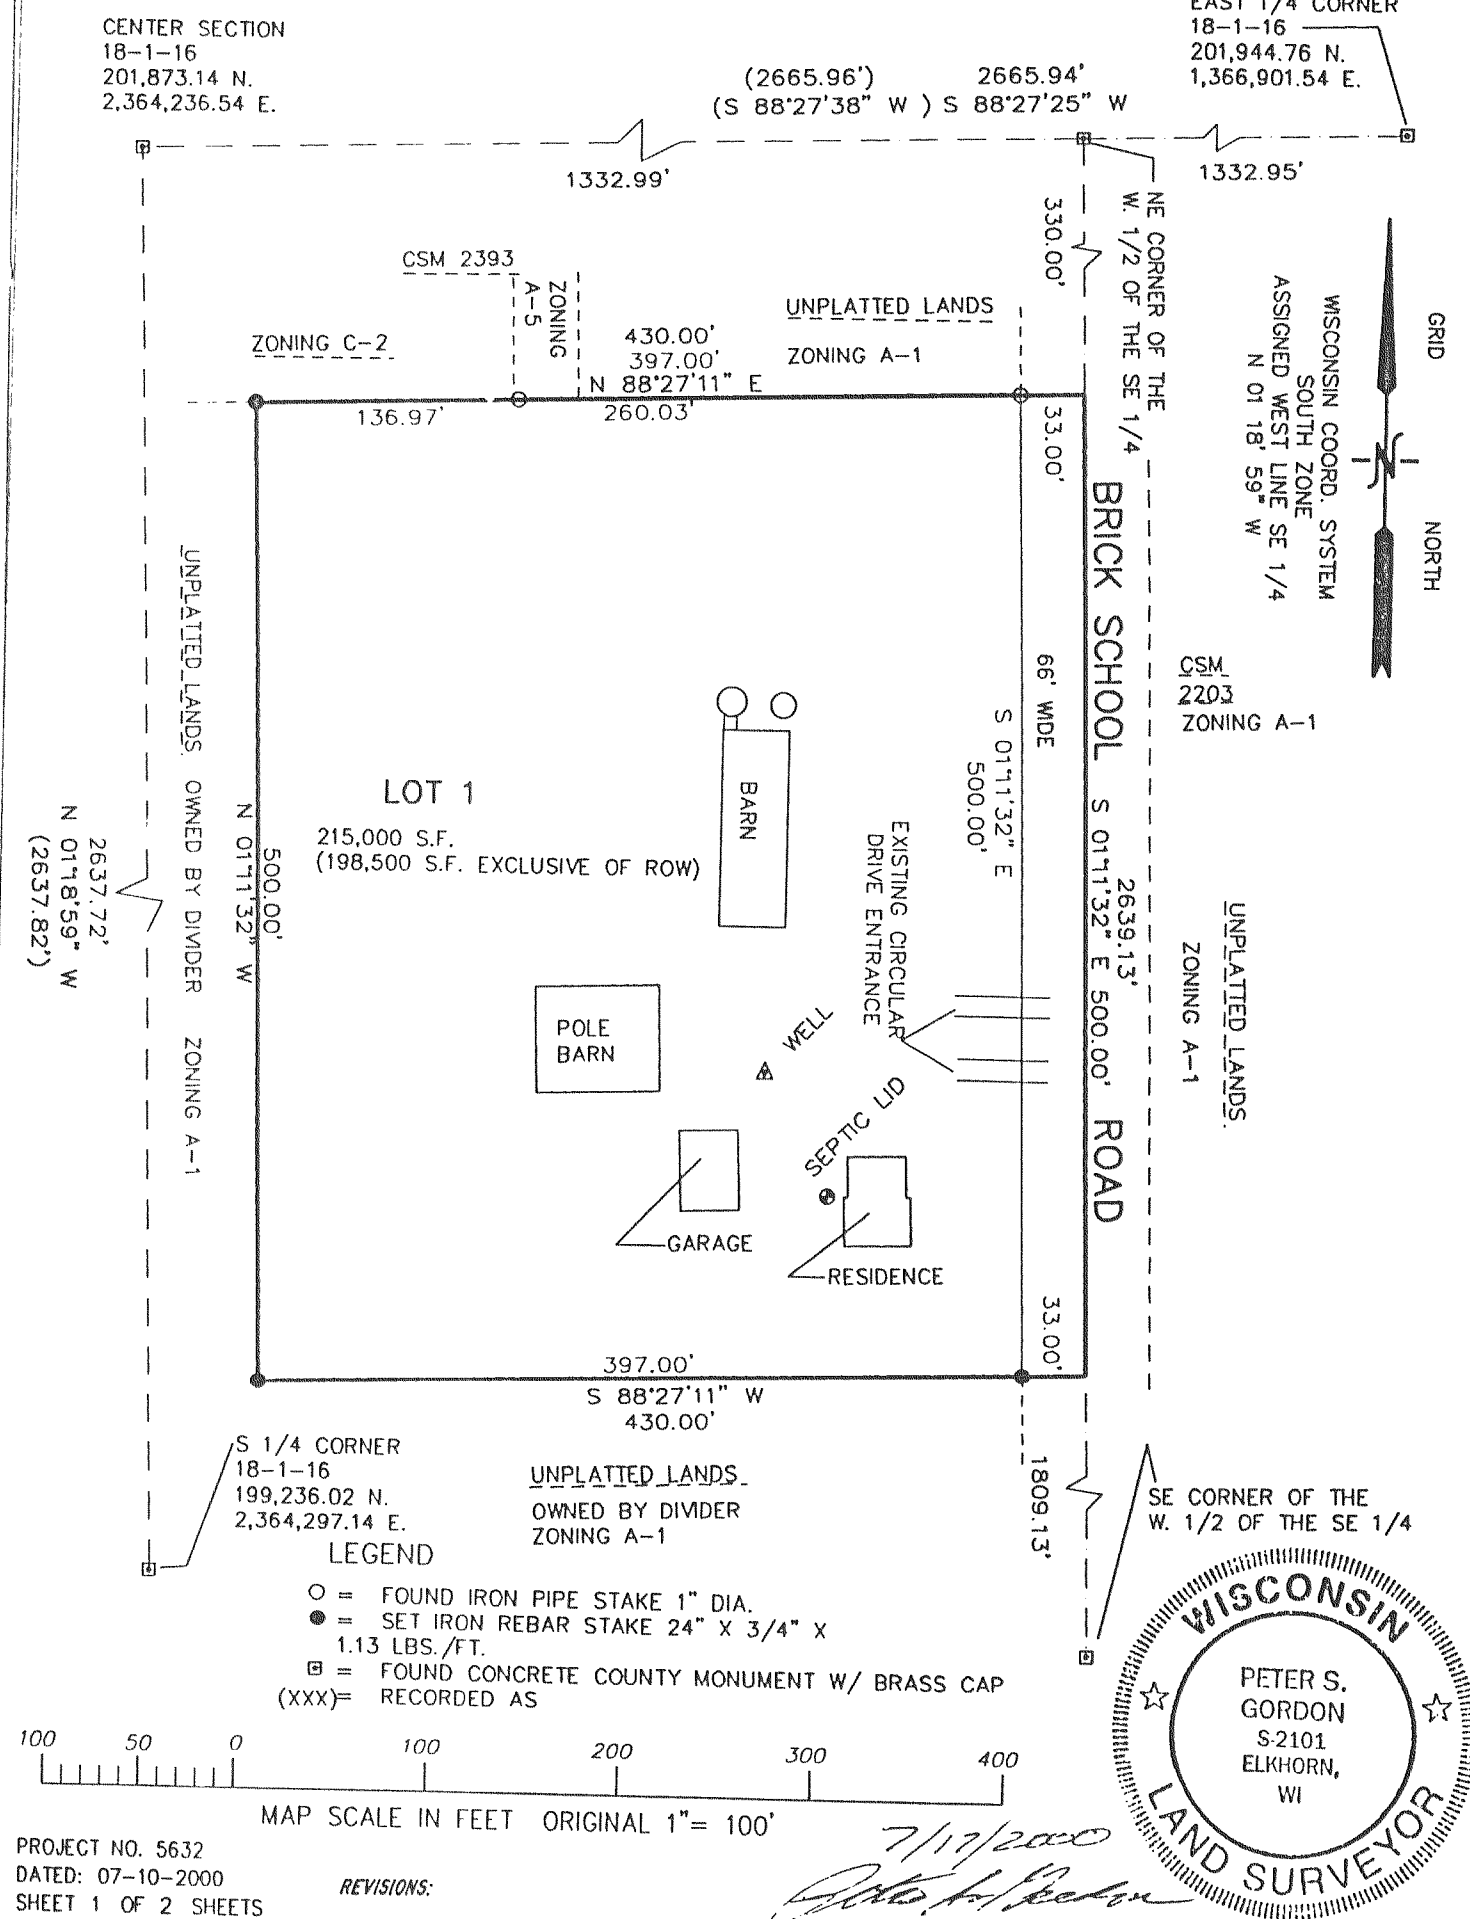 CENTER SECTION
18-1-16
201,873.14 N.
2,364,236.54 E.
EAST 1/4 CORNER
18-1-16
201,944.76 N.
1,366,901.54 E.
(2665.96') 2665.94'
(S 88°27'38" W ) S 88°27'25" W
1332.99'
1332.95'
330.00'
NE CORNER OF THE
W. 1/2 OF THE SE 1/4
GRID NORTH
N
WISCONSIN COORD. SYSTEM
SOUTH ZONE
ASSIGNED WEST LINE SE 1/4
N 01 18' 59" W
CSM 2393
ZONING
A-5
UNPLATTED LANDS
ZONING C-2
430.00'
397.00'
ZONING A-1
N 88°27'11" E
136.97'
260.03'
33.00'
BRICK SCHOOL ROAD
S 01°11'32" E 500.00'
2639.13'
66' WIDE
S 01°11'32" E
500.00'
CSM
2203
ZONING A-1
UNPLATTED LANDS
ZONING A-1
UNPLATTED LANDS OWNED BY DIVIDER ZONING A-1
2637.72'
N 01°18'59" W
(2637.82')
500.00'
N 01°11'32" W
LOT 1
215,000 S.F.
(198,500 S.F. EXCLUSIVE OF ROW)
BARN
EXISTING CIRCULAR
DRIVE ENTRANCE
POLE
BARN
WELL
SEPTIC LID
GARAGE
RESIDENCE
33.00'
397.00'
S 88°27'11" W
430.00'
S 1/4 CORNER
18-1-16
199,236.02 N.
2,364,297.14 E.
UNPLATTED LANDS
OWNED BY DIVIDER
ZONING A-1
1809.13'
SE CORNER OF THE
W. 1/2 OF THE SE 1/4
LEGEND
O = FOUND IRON PIPE STAKE 1" DIA.
● = SET IRON REBAR STAKE 24" X 3/4" X
1.13 LBS./FT.
= FOUND CONCRETE COUNTY MONUMENT W/ BRASS CAP
(XXX)= RECORDED AS
100 50 0 100 200 300 400
MAP SCALE IN FEET ORIGINAL 1"= 100'
WISCONSIN
PETER S.
GORDON
S-2101
ELKHORN,
WI
LAND SURVEYOR
PROJECT NO. 5632
DATED: 07-10-2000
SHEET 1 OF 2 SHEETS
REVISIONS:
7/17/2000